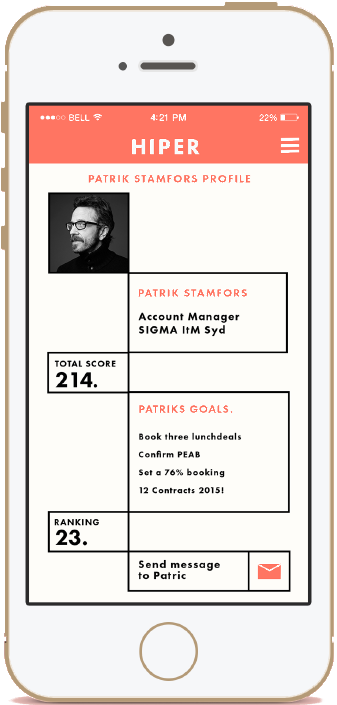 BELL 4:21 PM 22%
HIPER
PATRIK STAMFORS PROFILE
PATRIK STAMFORS
Account Manager
SIGMA ItM Syd
TOTAL SCORE
214.
PATRIKS GOALS.
Book three lunchdeals
Confirm PEAB
Set a 76% booking
12 Contracts 2015!
RANKING
23.
Send message
to Patric